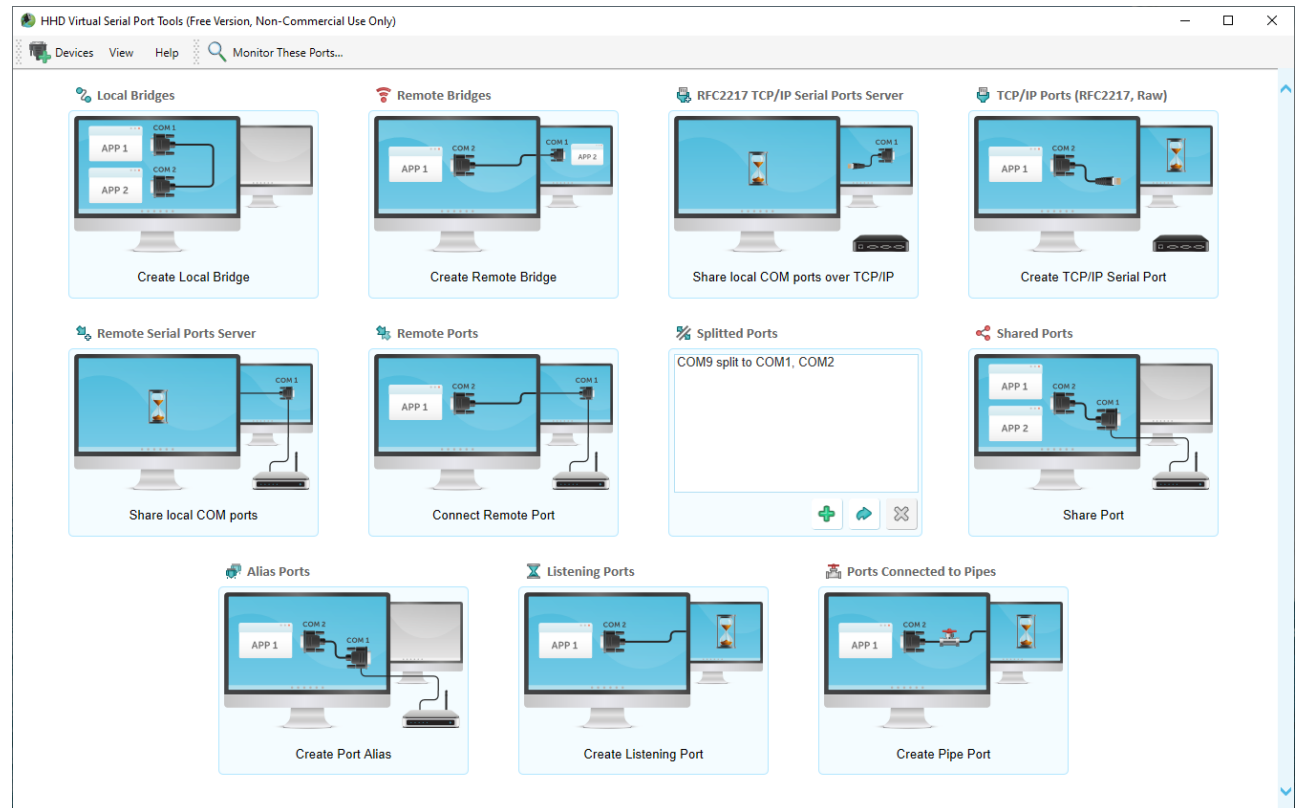 HHD Virtual Serial Port Tools (Free Version, Non-Commercial Use Only)
Devices View Help Monitor These Ports...
Local Bridges
COM 1
APP 1
COM 2
APP 2
Create Local Bridge
Remote Bridges
COM 2
COM 1
APP 1
APP 2
Create Remote Bridge
RFC2217 TCP/IP Serial Ports Server
COM 1
Share local COM ports over TCP/IP
TCP/IP Ports (RFC2217, Raw)
COM 2
APP 1
Create TCP/IP Serial Port
Remote Serial Ports Server
COM 1
Share local COM ports
Remote Ports
COM 2
COM 1
APP 1
Connect Remote Port
Splitted Ports
COM9 split to COM1, COM2
Shared Ports
APP 1
COM 2
COM 1
APP 2
Share Port
Alias Ports
COM 2
APP 1
COM 1
Create Port Alias
Listening Ports
COM 2
APP 1
Create Listening Port
Ports Connected to Pipes
COM 2
APP 1
Create Pipe Port